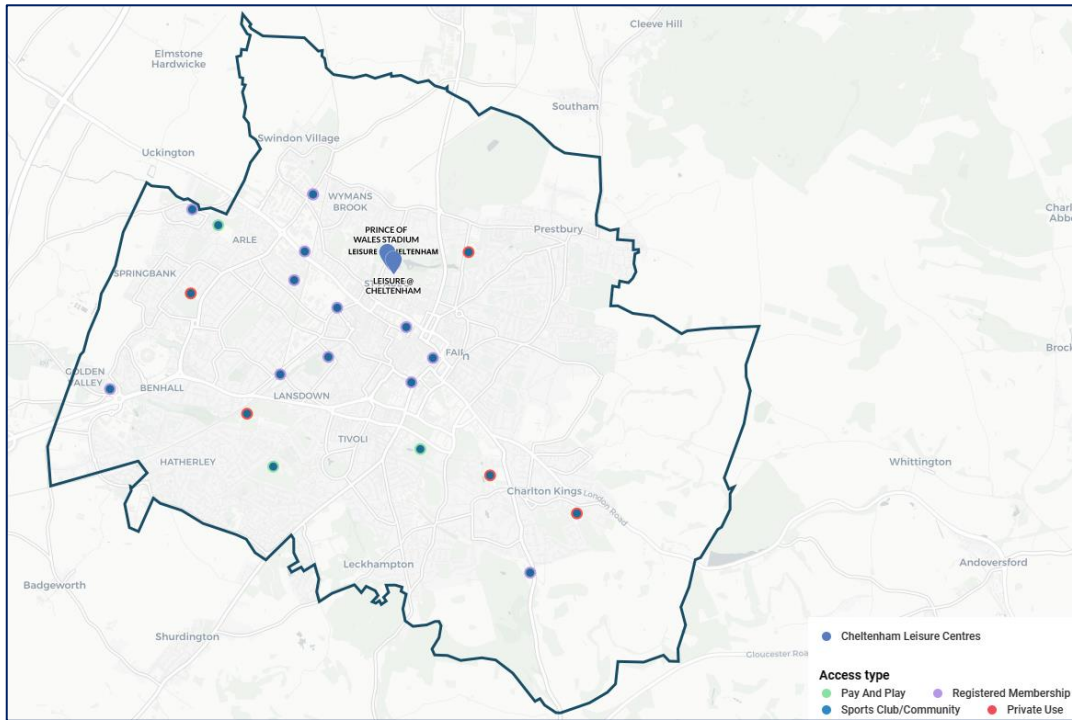 Cleeve Hill
Elmstone
Hardwicke
Southam
Swindon Village
Uckington
WYMANS
BROOK
PRINCE OF
WALES STADIUM
Prestbury
ARLE
LEISURE
LEISURE @
CHELTENHAM
SPRINGBANK
GOLDEN
VALLEY
BENHALL
LANSDOWN
TIVOLI
HATHERLEY
Whittington
Charlton Kings
London Road
Leckhampton
Andoversford
Badgeworth
Shurdington
Gloucester Roa
Cheltenham Leisure Centres
Access type
Pay And Play
Registered Membership
Sports Club/Community
Private Use